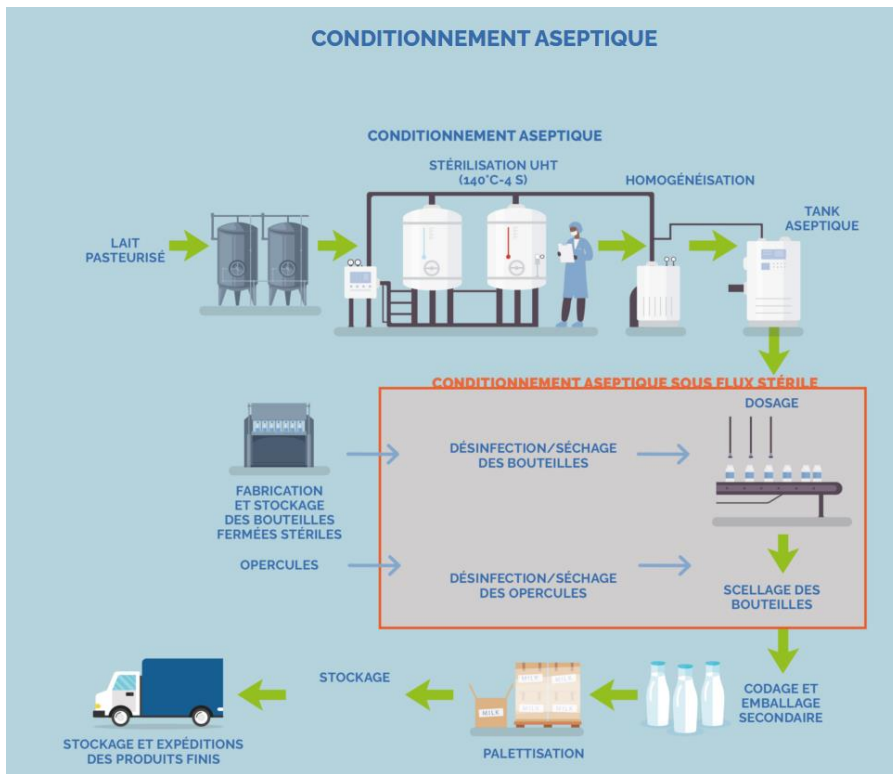 CONDITIONNEMENT ASEPTIQUE
CONDITIONNEMENT ASEPTIQUE
STÉRILISATION UHT
(140°C-4 S)
HOMOGÉNÉISATION
TANK
ASEPTIQUE
LAIT
PASTEURISÉ
CONDITIONNEMENT ASEPTIQUE SOUS FLUX STÉRILE
DOSAGE
DÉSINFECTION/SÉCHAGE
DES BOUTEILLES
FABRICATION
ET STOCKAGE
DES BOUTEILLES
FERMÉES STÉRILES
OPERCULES
DÉSINFECTION/SÉCHAGE
DES OPERCULES
SCELLAGE DES
BOUTEILLES
STOCKAGE
MILK
MILK
MILK
MILK
MILK
CODAGE ET
EMBALLAGE
SECONDAIRE
PALETTISATION
STOCKAGE ET EXPÉDITIONS
DES PRODUITS FINIS